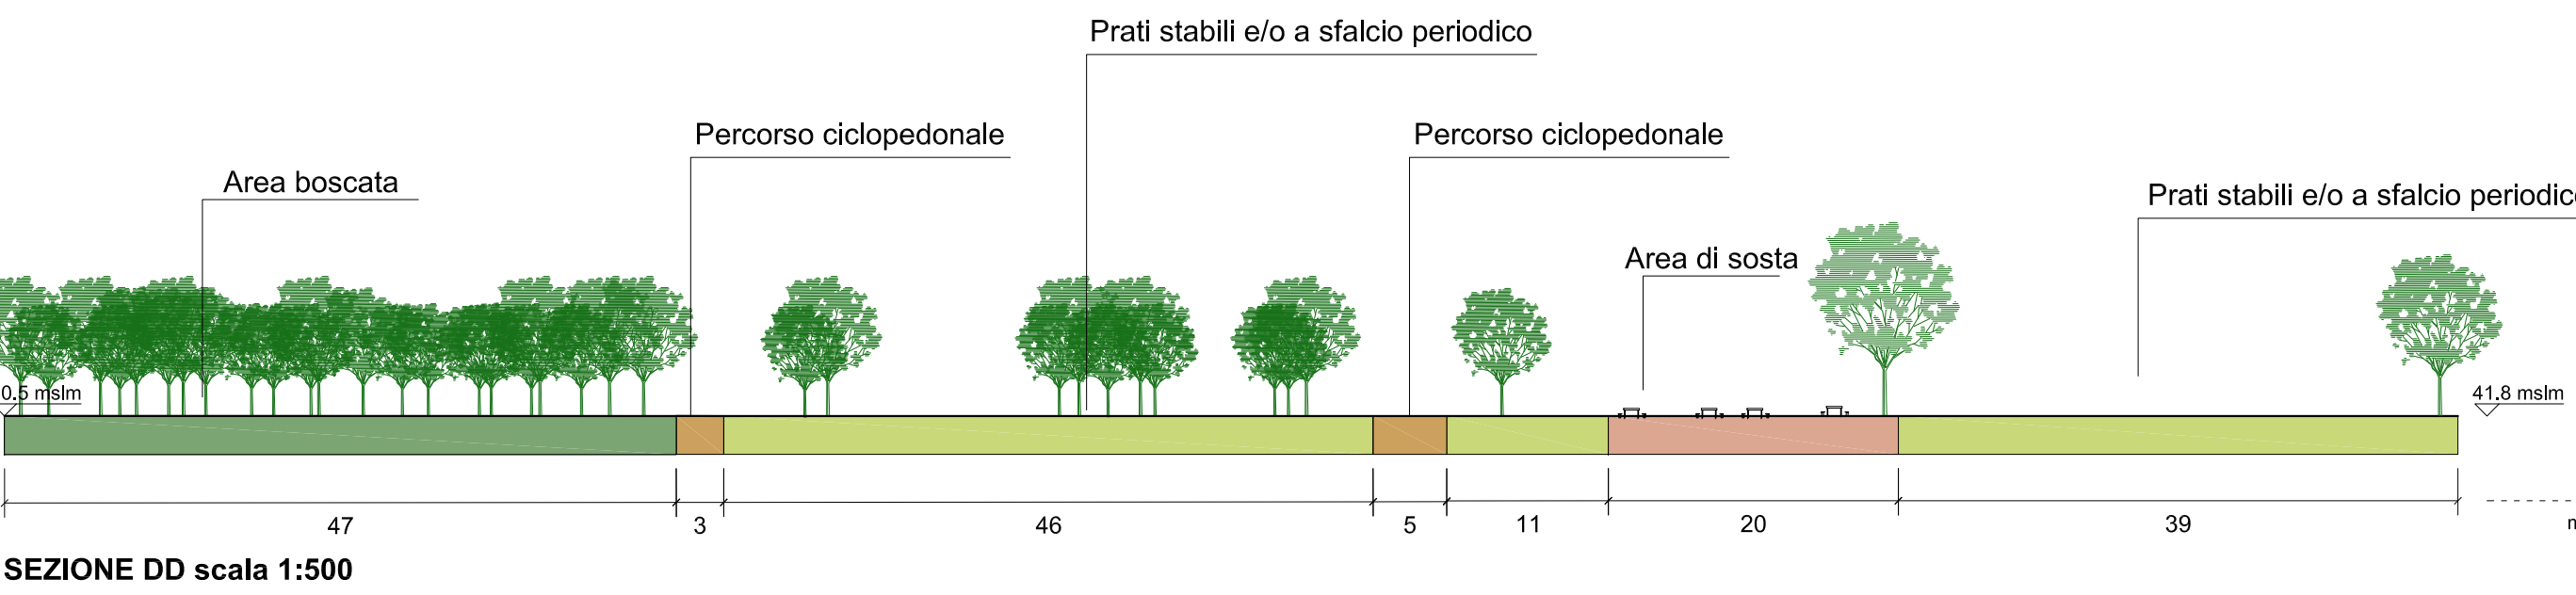 Prati stabili e/o a sfalcio periodico
Percorso ciclopedonale
Percorso ciclopedonale
Area boscata
Prati stabili e/o a sfalcio periodic
Area di sosta
0.5 mslm
41.8 mslm
47
3
46
5
11
20
39
SEZIONE DD scala 1:500